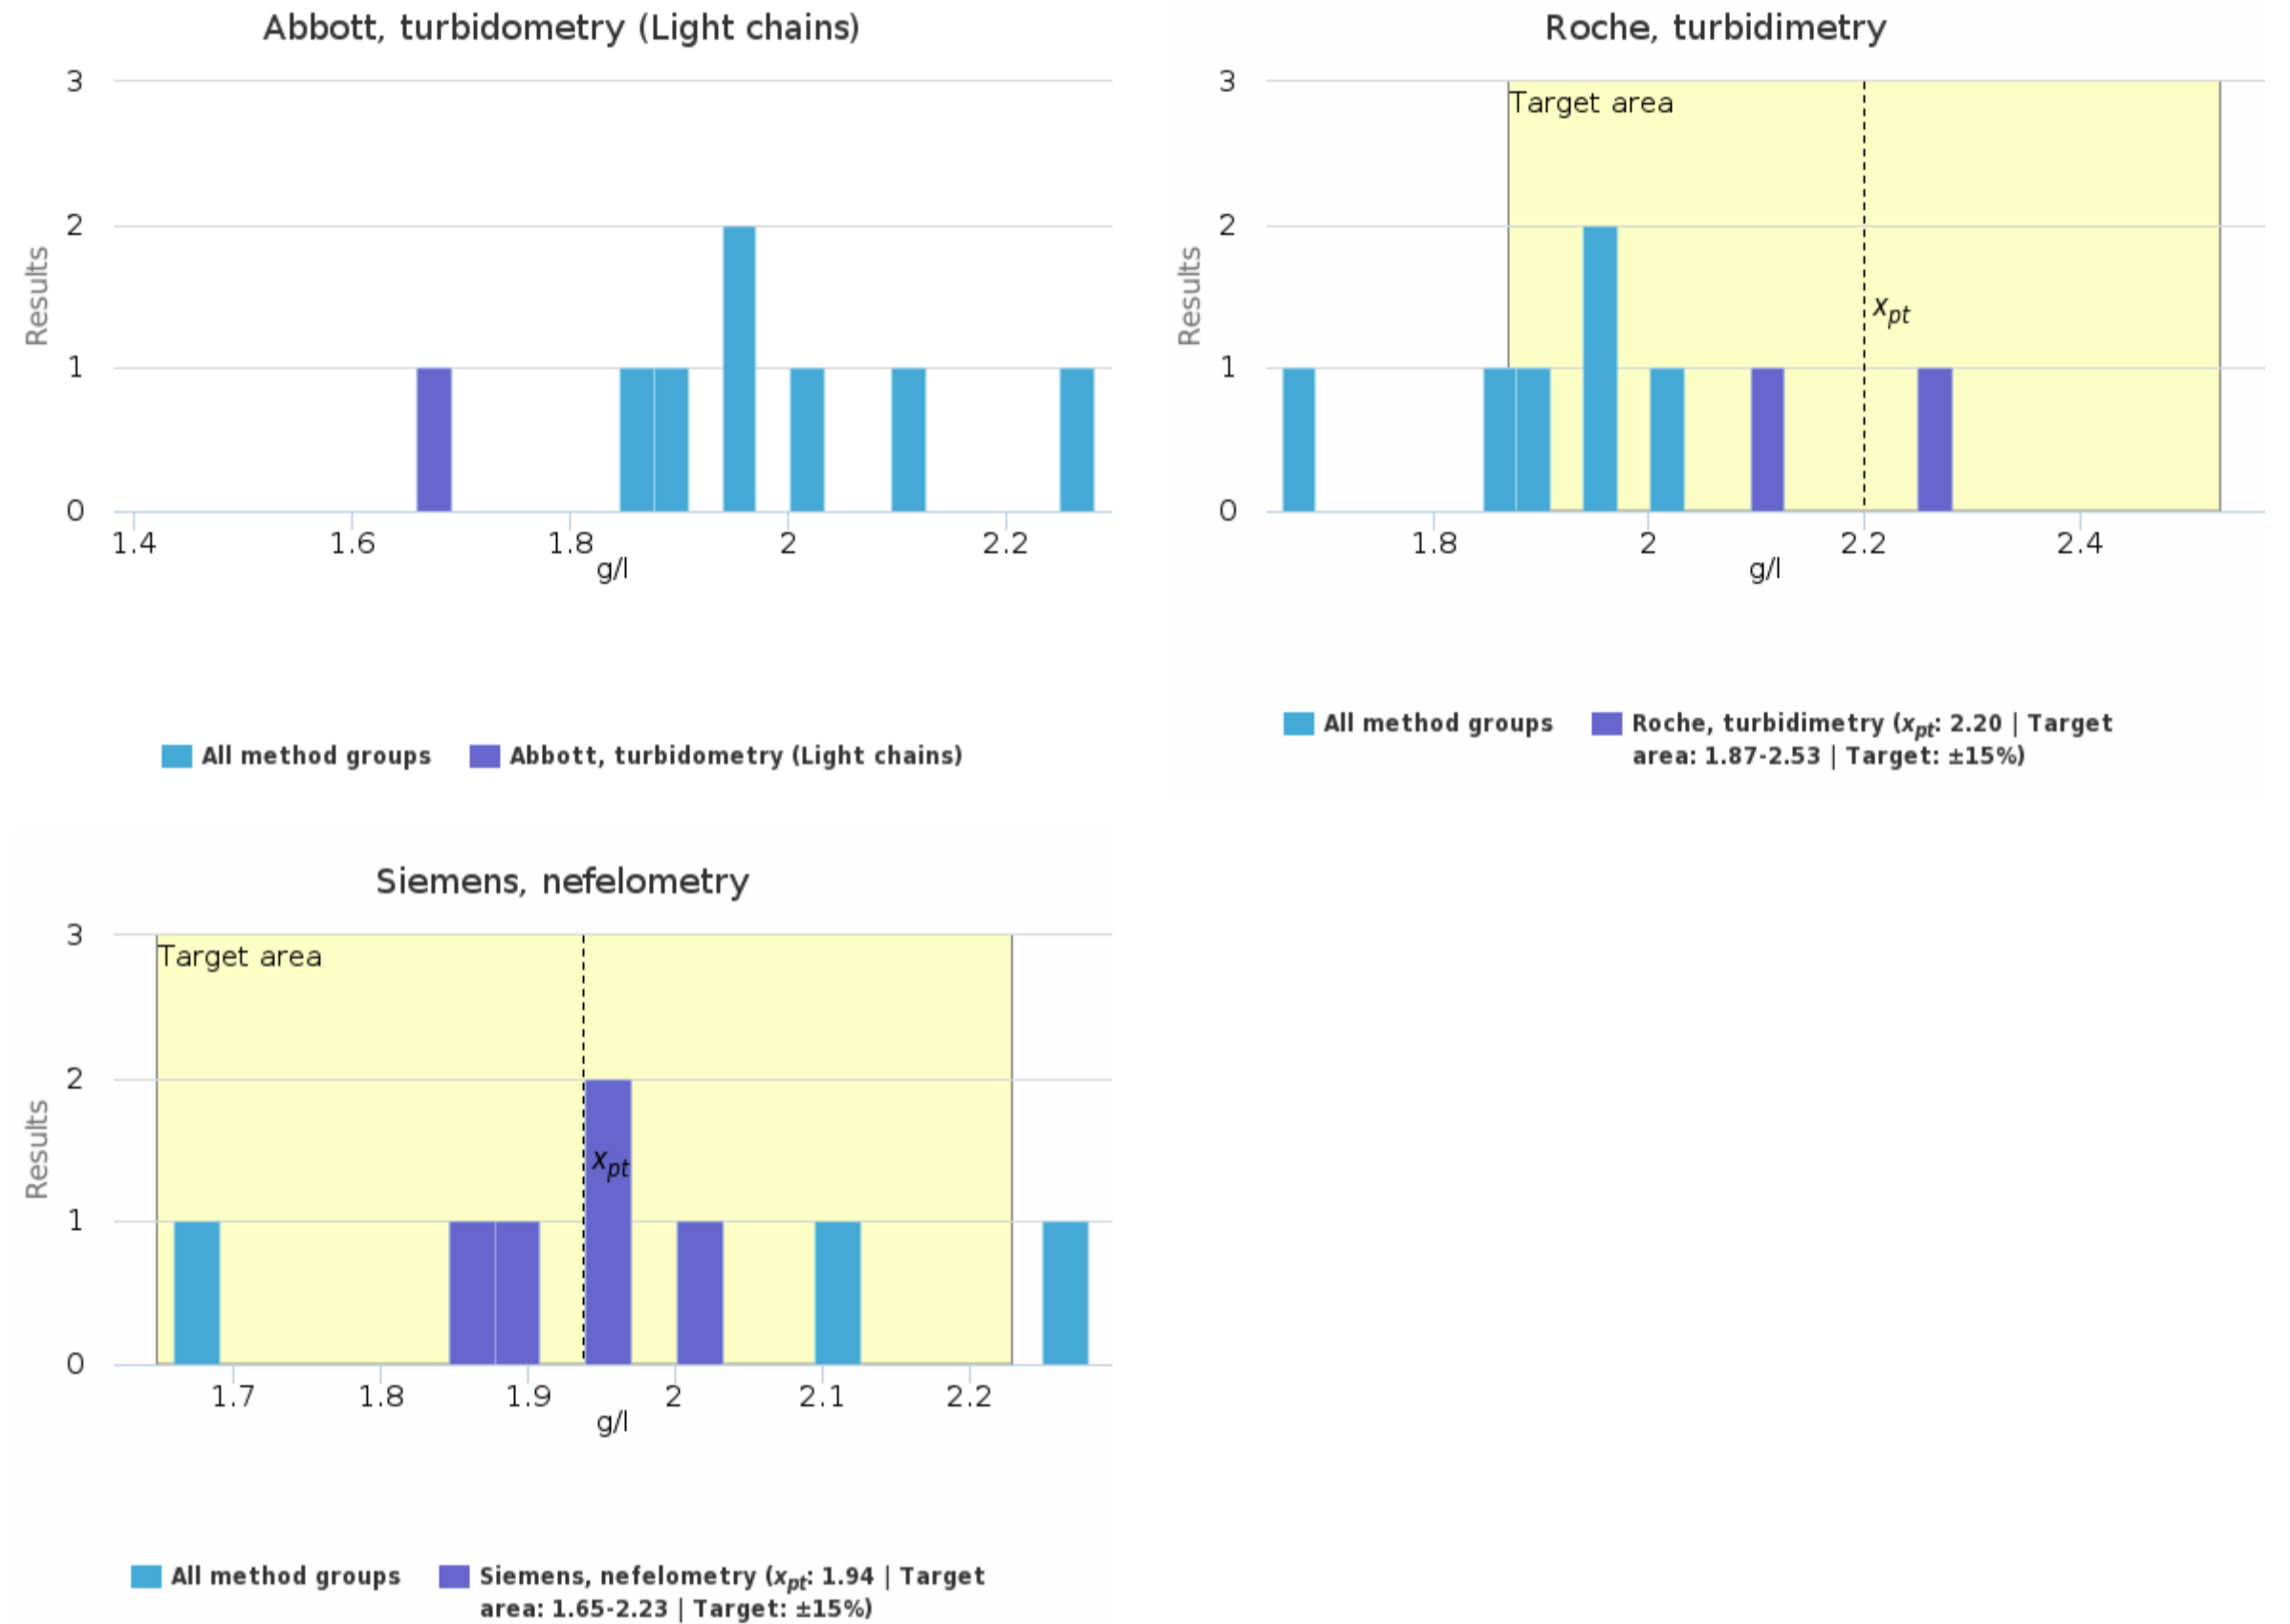 Abbott, turbidometry (Light chains)
3
2
1
0
Results
1.4 1.6 1.8 2 2.2
g/l
All method groups Abbott, turbidometry (Light chains)
Roche, turbidimetry
3
2
1
0
Results
Target area
xpt
1.8 2 2.2 2.4
g/l
All method groups Roche, turbidimetry (xpt: 2.20 | Target
area: 1.87-2.53 | Target: ±15%)
Siemens, nefelometry
3
2
1
0
Results
Target area
xpt
1.7 1.8 1.9 2 2.1 2.2
g/l
All method groups Siemens, nefelometry (xpt: 1.94 | Target
area: 1.65-2.23 | Target: ±15%)